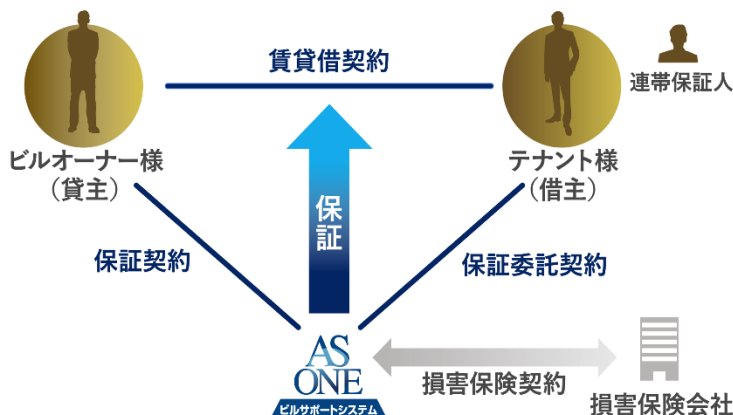 賃貸借契約
連帯保証人
ビルオーナー様
（貸主）
テナント様
（借主）
保証
保証契約
保証委託契約
AS
ONE
ビルサポートシステム
損害保険契約
損害保険会社